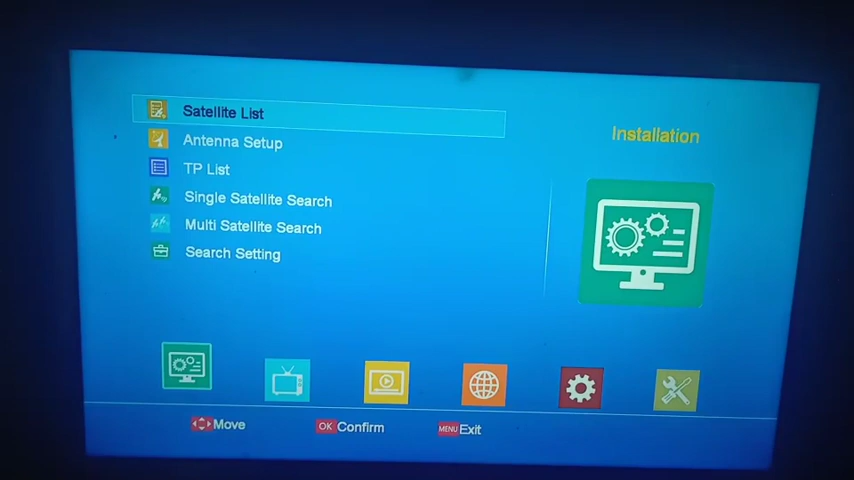 Satellite List
Antenna Setup
TP List
Single Satellite Search
Multi Satellite Search
Search Setting
Installation
Move
OK Confirm
MENU Exit